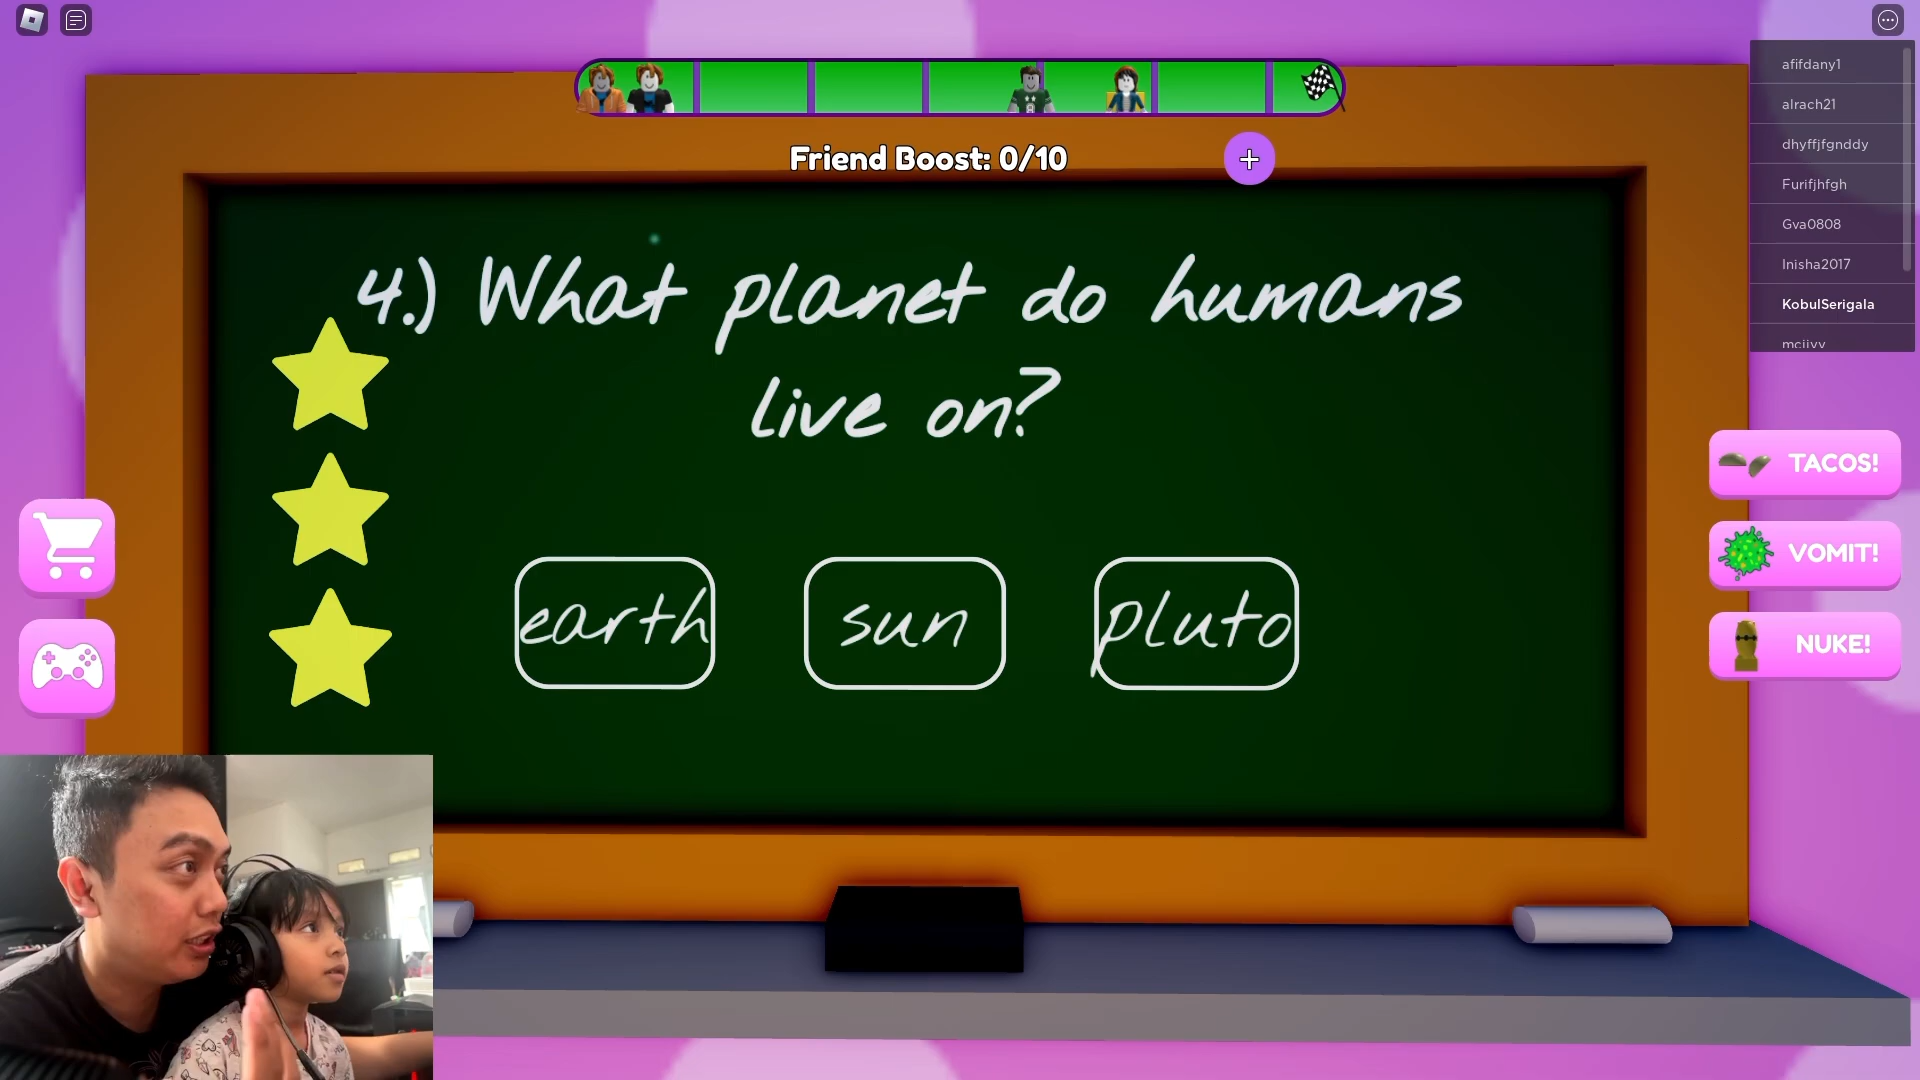 Friend Boost: 0/10
+
4.) What planet do humans
live on?
earth
sun
pluto
afifdany1
alrach21
dhyffjfgnddy
Furifjhfgh
Gva0808
Inisha2017
KobulSerigala
TACOS!
VOMIT!
NUKE!